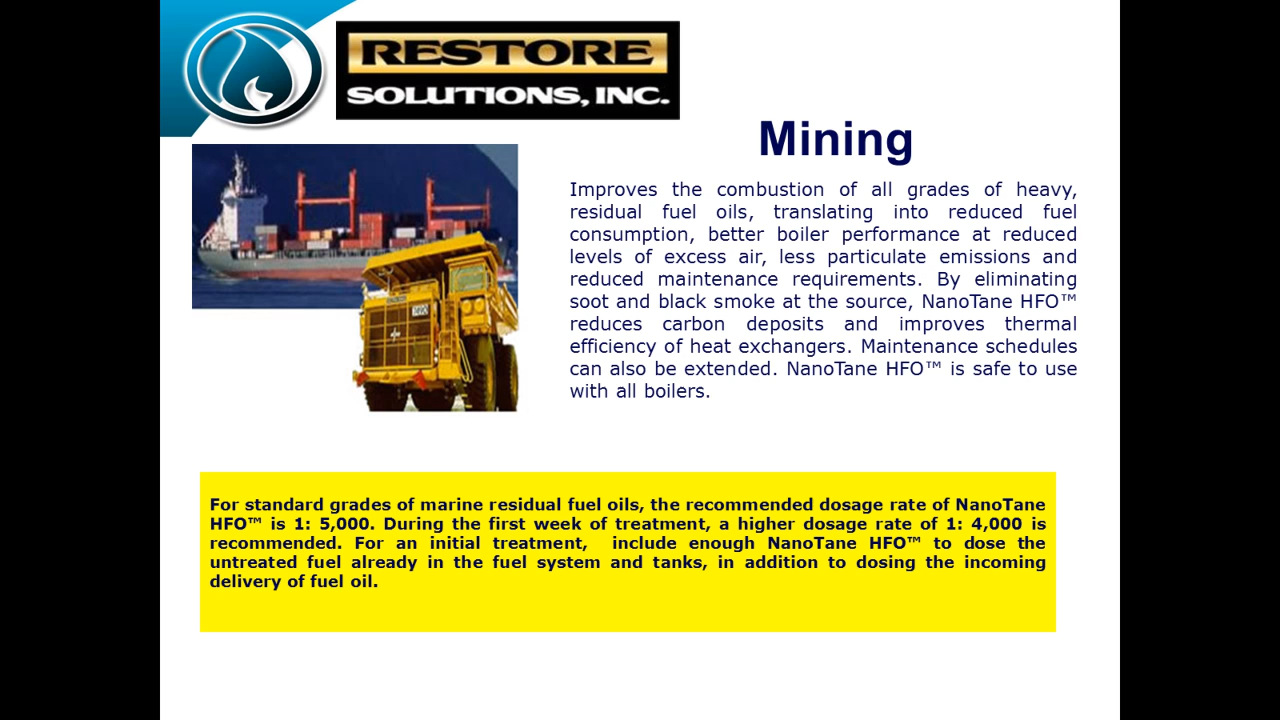 RESTORE
SOLUTIONS, INC.
Mining
Improves the combustion of all grades of heavy,
residual fuel oils, translating into reduced fuel
consumption, better boiler performance at reduced
levels of excess air, less particulate emissions and
reduced maintenance requirements. By eliminating
soot and black smoke at the source, NanoTane HFO™
reduces carbon deposits and improves thermal
efficiency of heat exchangers. Maintenance schedules
can also be extended. NanoTane HFO™ is safe to use
with all boilers.
For standard grades of marine residual fuel oils, the recommended dosage rate of NanoTane
HFO™ is 1: 5,000. During the first week of treatment, a higher dosage rate of 1: 4,000 is
recommended. For an initial treatment, include enough NanoTane HFO™ to dose the
untreated fuel already in the fuel system and tanks, in addition to dosing the incoming
delivery of fuel oil.